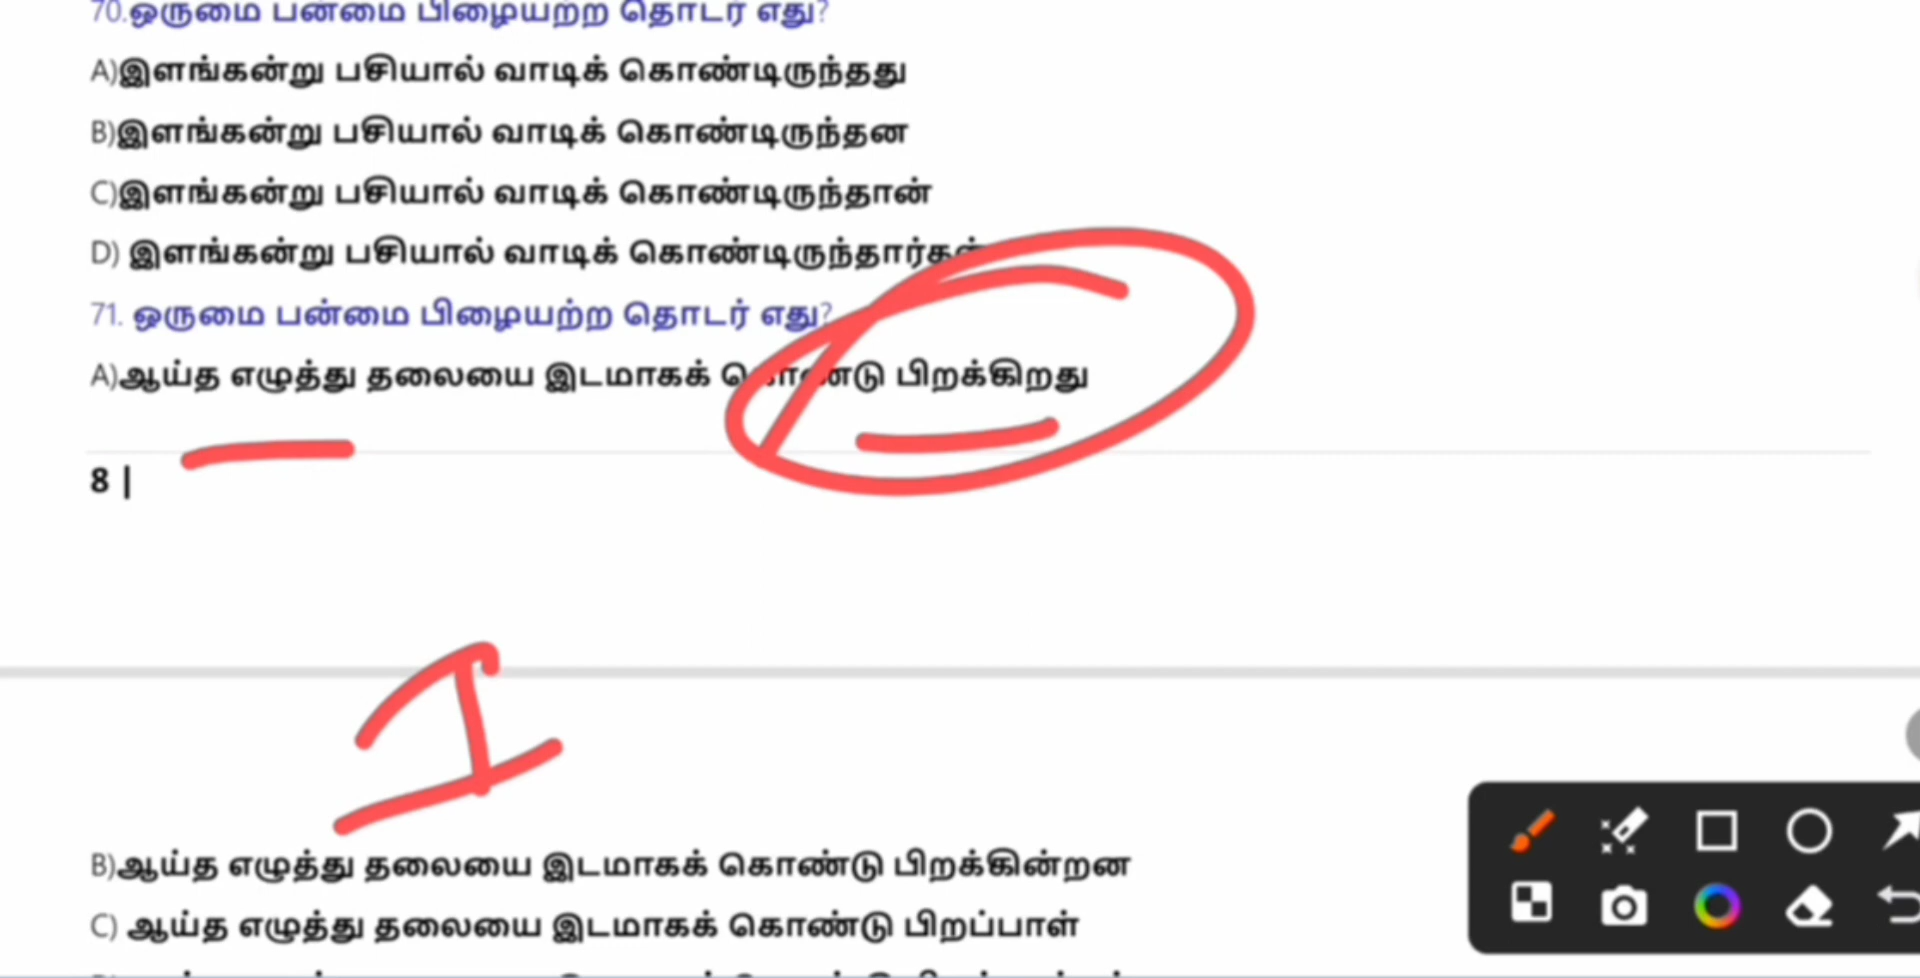 70.ஒருமை பன்மை பிழையற்ற தொடர் எது?
A)இளங்கன்று பசியால் வாடிக் கொண்டிருந்தது
B)இளங்கன்று பசியால் வாடிக் கொண்டிருந்தன
C)இளங்கன்று பசியால் வாடிக் கொண்டிருந்தான்
D) இளங்கன்று பசியால் வாடிக் கொண்டிருந்தார்கள்
71. ஒருமை பன்மை பிழையற்ற தொடர் எது?
A)ஆய்த எழுத்து தலையை இடமாகக் கொண்டு பிறக்கிறது
8 |
B)ஆய்த எழுத்து தலையை இடமாகக் கொண்டு பிறக்கின்றன
C) ஆய்த எழுத்து தலையை இடமாகக் கொண்டு பிறப்பாள்